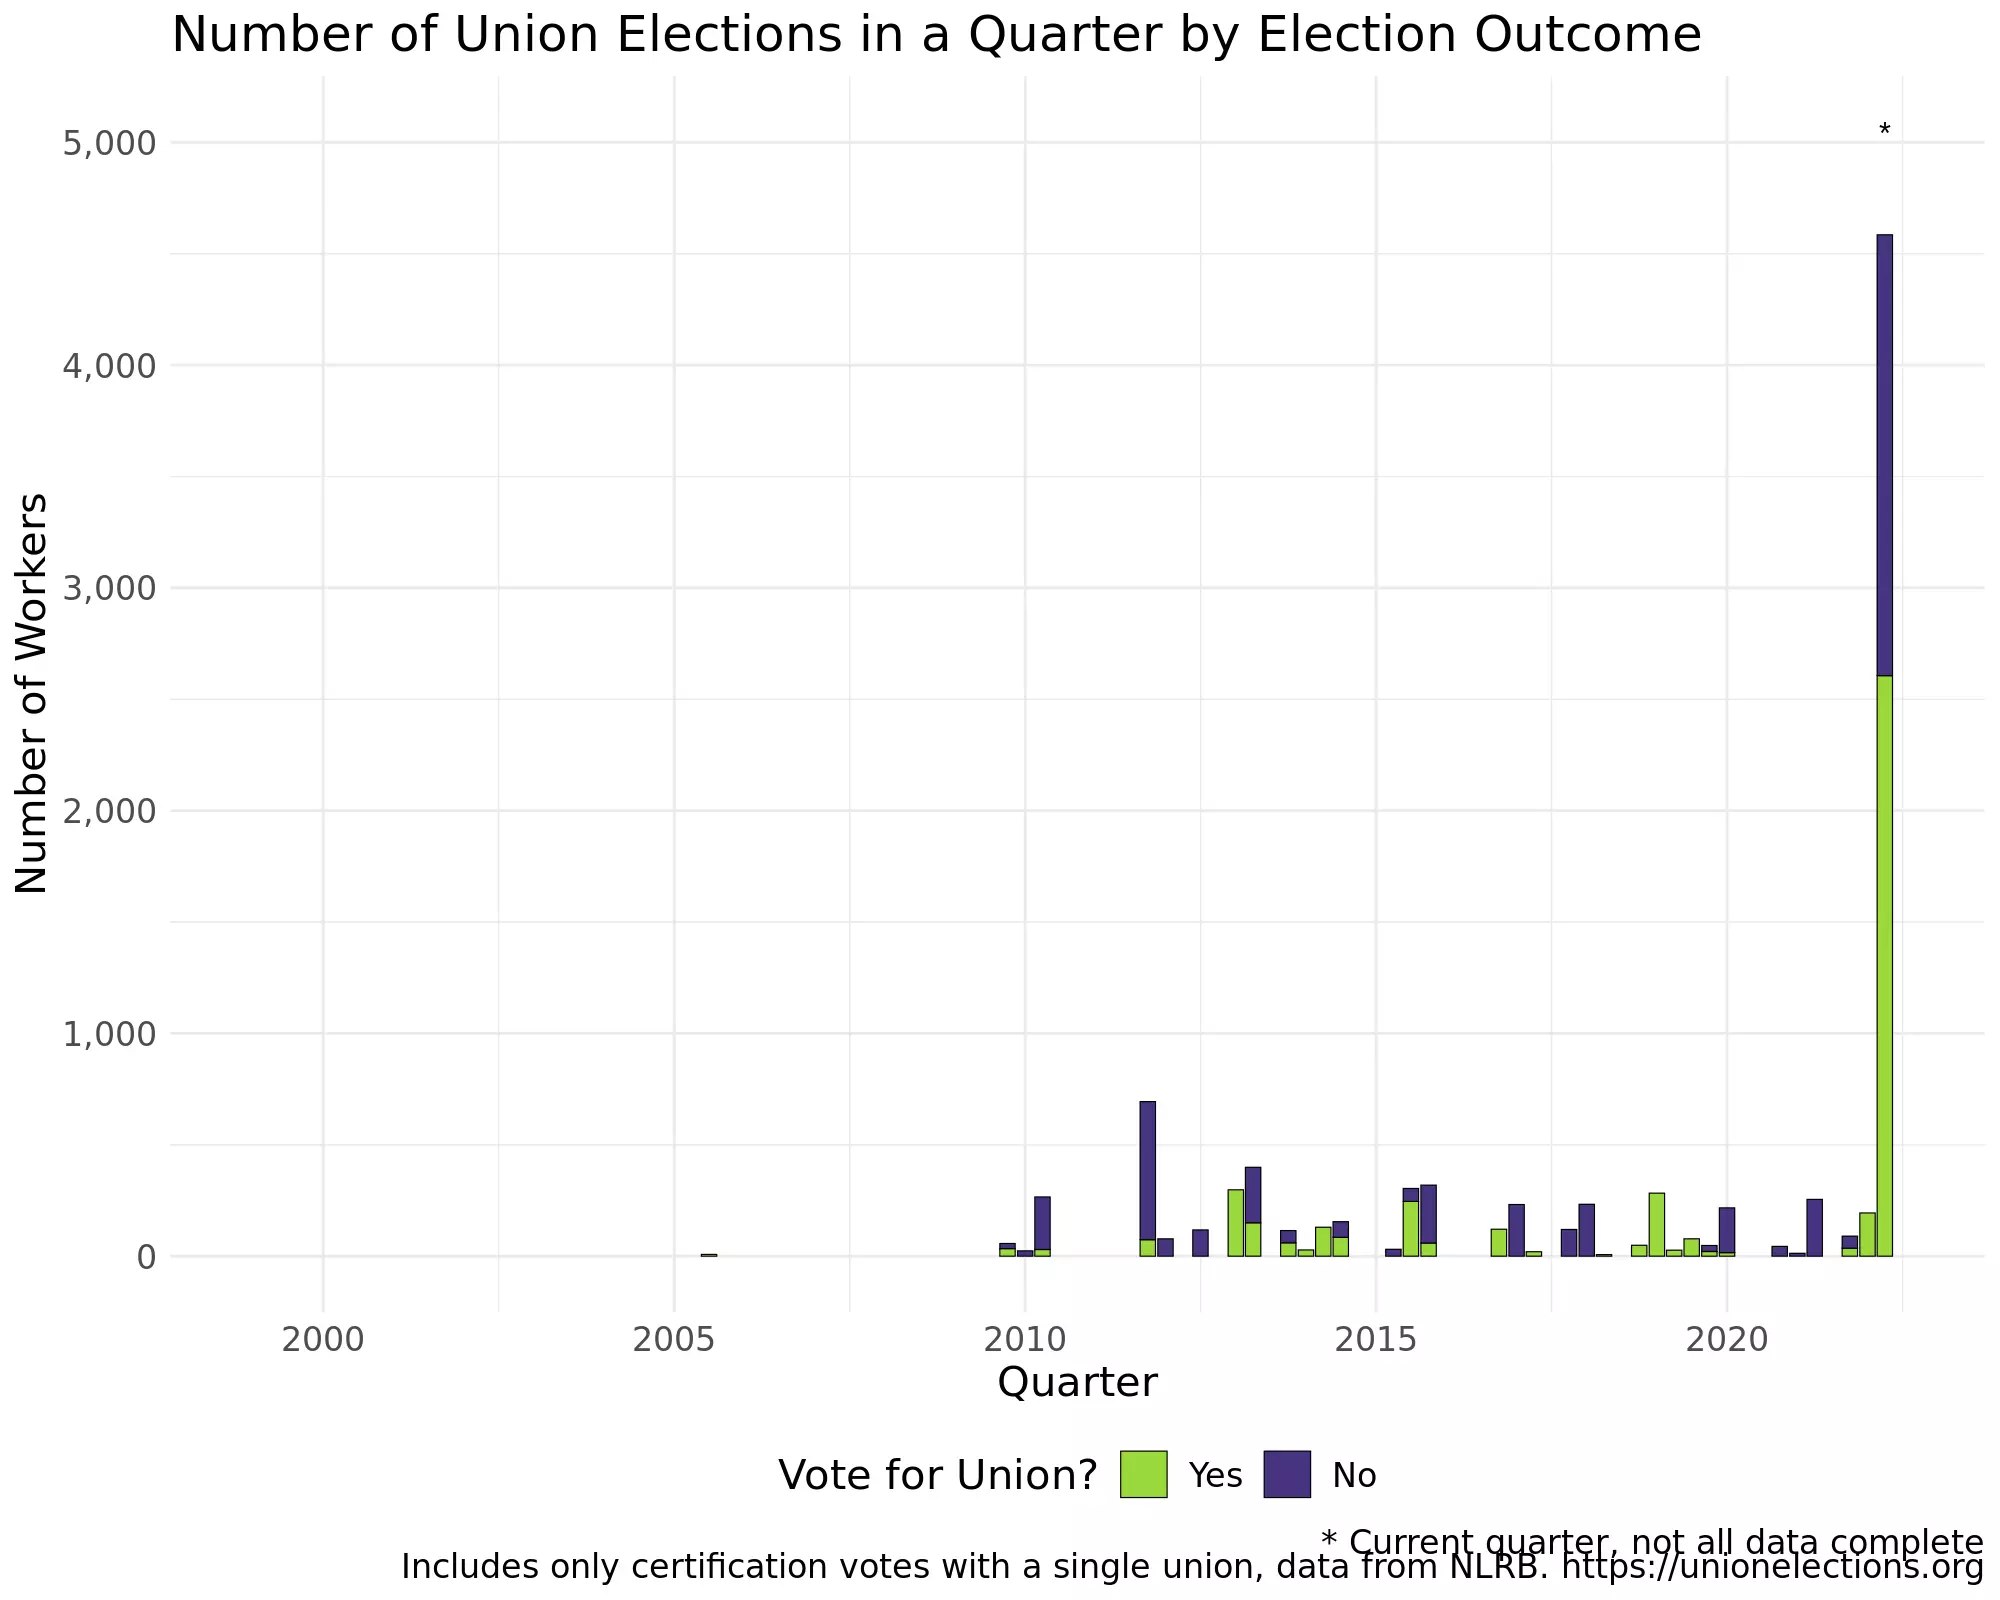 Number of Union Elections in a Quarter by Election Outcome
*
5,000
4,000
3,000
2,000
1,000
0
Number of Workers
2000 2005 2010 2015 2020
Quarter
Vote for Union? Yes No
* Current quarter, not all data complete
Includes only certification votes with a single union, data from NLRB. https://unionelections.org